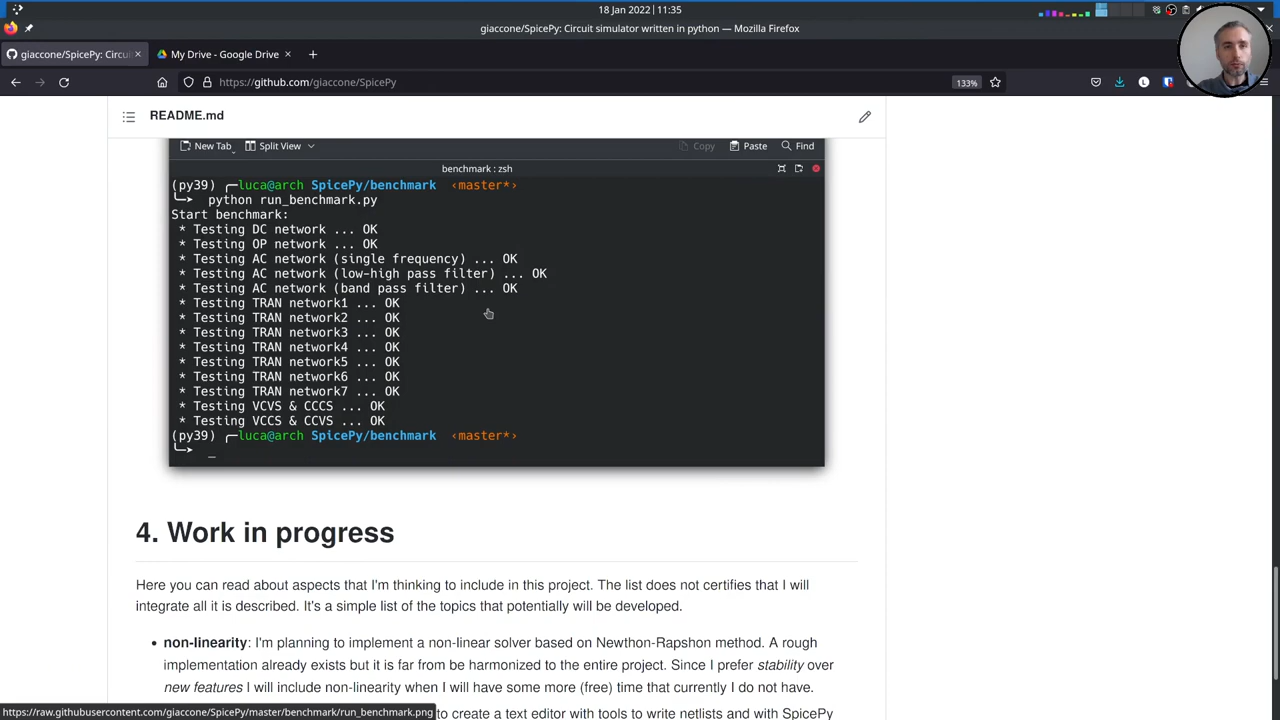 18 Jan 2022 | 11:35
giaccone/SpicePy: Circuit simulator written in python — Mozilla Firefox
giaccone/SpicePy: Circui
My Drive - Google Drive
https://github.com/giaccone/SpicePy
133%
README.md
New Tab
Split View
Copy
Paste
Find
benchmark : zsh
(py39) luca@arch SpicePy/benchmark ‹master*›
python run_benchmark.py
Start benchmark:
* Testing DC network ... OK
* Testing OP network ... OK
* Testing AC network (single frequency) ... OK
* Testing AC network (low-high pass filter) ... OK
* Testing AC network (band pass filter) ... OK
* Testing TRAN network1 ... OK
* Testing TRAN network2 ... OK
* Testing TRAN network3 ... OK
* Testing TRAN network4 ... OK
* Testing TRAN network5 ... OK
* Testing TRAN network6 ... OK
* Testing TRAN network7 ... OK
* Testing VCVS & CCCS ... OK
* Testing VCCS & CCVS ... OK
(py39) luca@arch SpicePy/benchmark ‹master*›
_
4. Work in progress
Here you can read about aspects that I'm thinking to include in this project. The list does not certifies that I will
integrate all it is described. It's a simple list of the topics that potentially will be developed.
• non-linearity: I'm planning to implement a non-linear solver based on Newthon-Rapshon method. A rough
implementation already exists but it is far from be harmonized to the entire project. Since I prefer stability over
new features I will include non-linearity when I will have some more (free) time that currently I do not have.
to create a text editor with tools to write netlists and with SpicePy
https://raw.githubusercontent.com/giaccone/SpicePy/master/benchmark/run_benchmark.png